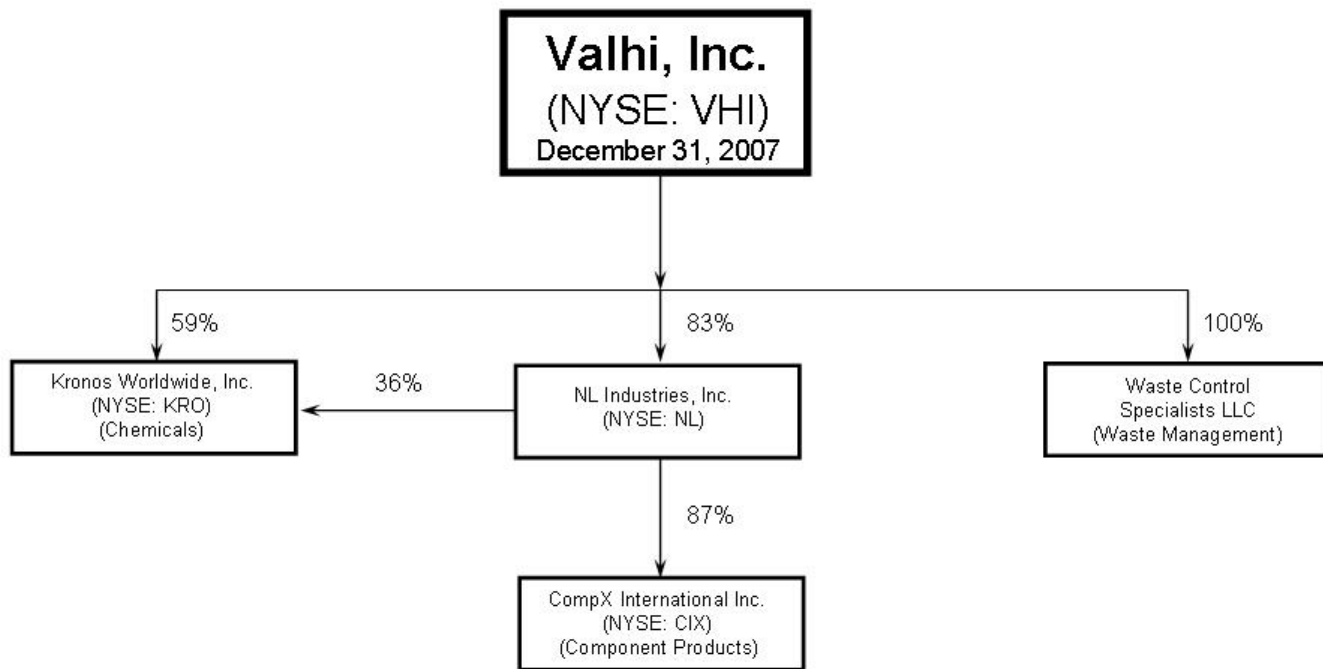 Valhi, Inc.
(NYSE: VHI)
December 31, 2007
59%
83%
100%
Kronos Worldwide, Inc.
(NYSE: KRO)
(Chemicals)
36%
NL Industries, Inc.
(NYSE: NL)
Waste Control
Specialists LLC
(Waste Management)
87%
CompX International Inc.
(NYSE: CIX)
(Component Products)